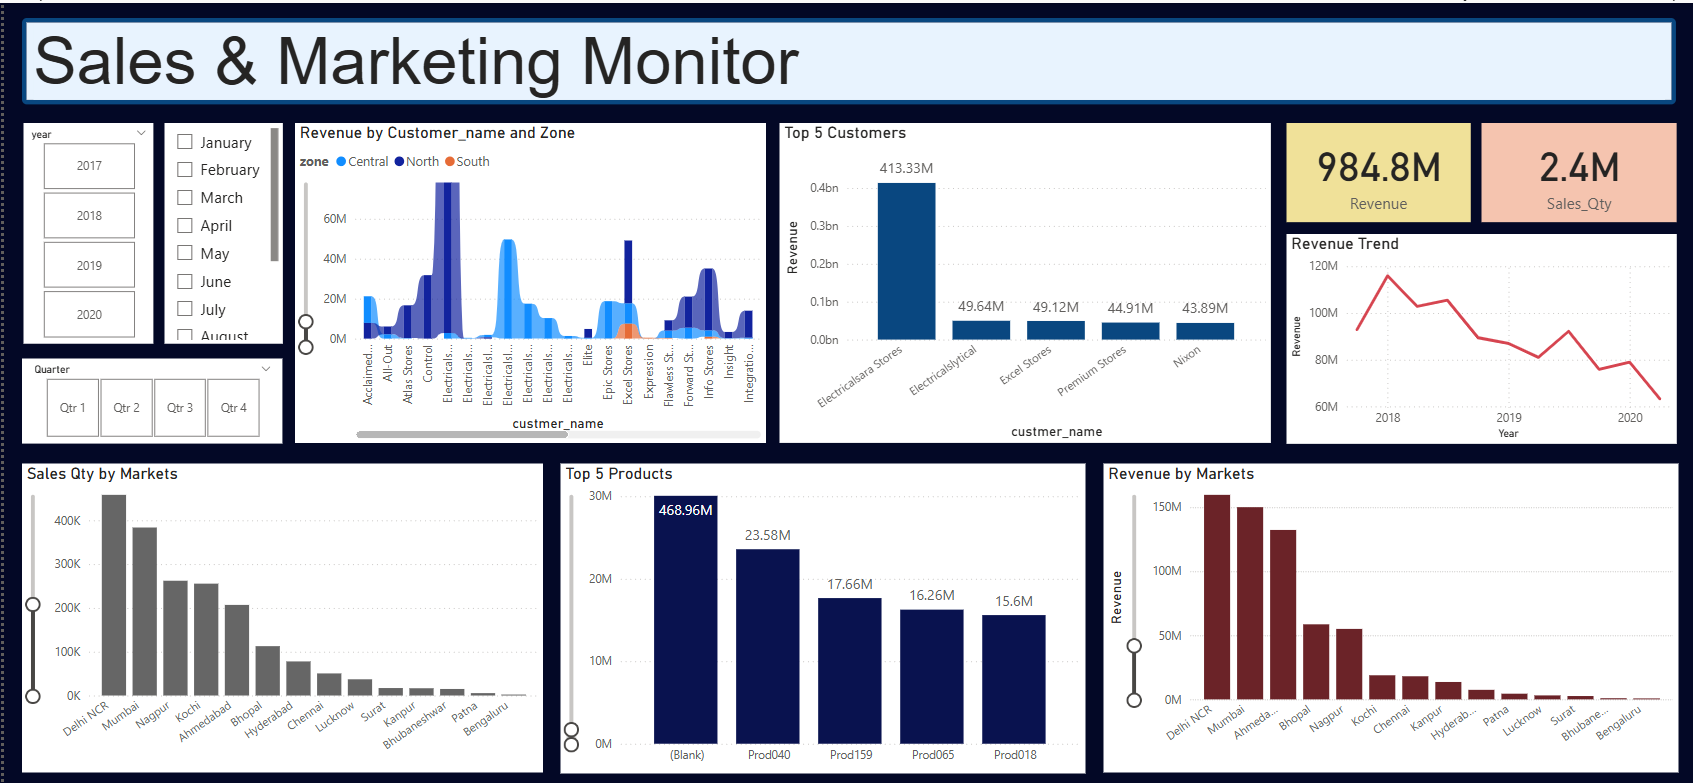 Sales & Marketing Monitor
year
2017
2018
2019
2020
January
February
March
April
May
June
July
August
Quarter
Qtr 1
Qtr 2
Qtr 3
Qtr 4
Revenue by Customer_name and Zone
zone Central North South
60M
40M
20M
0M
Acclaimed...
All-Out
Atlas Stores
Control
Electricals...
Electricals...
Electricalsl...
Electricals...
Electricals...
Electricals...
Electricals...
Elite
Epic Stores
Excel Stores
Expression
Flawless St...
Forward St...
Info Stores
Insight
Integratio...
custmer_name
Top 5 Customers
Revenue
0.4bn
0.3bn
0.2bn
0.1bn
0.0bn
413.33M
49.64M
49.12M
44.91M
43.89M
Electricalsara Stores
Electricalslytical
Excel Stores
Premium Stores
Nixon
custmer_name
984.8M
Revenue
2.4M
Sales_Qty
Revenue Trend
Revenue
120M
100M
80M
60M
2018
2019
2020
Year
Sales Qty by Markets
400K
300K
200K
100K
0K
Delhi NCR
Mumbai
Nagpur
Kochi
Ahmedabad
Bhopal
Hyderabad
Chennai
Lucknow
Surat
Kanpur
Bhubaneshwar
Patna
Bengaluru
Top 5 Products
30M
20M
10M
0M
468.96M
23.58M
17.66M
16.26M
15.6M
(Blank)
Prod040
Prod159
Prod065
Prod018
Revenue by Markets
Revenue
150M
100M
50M
0M
Delhi NCR
Mumbai
Ahmeda...
Bhopal
Nagpur
Kochi
Chennai
Kanpur
Hyderab...
Patna
Lucknow
Surat
Bhubane...
Bengaluru